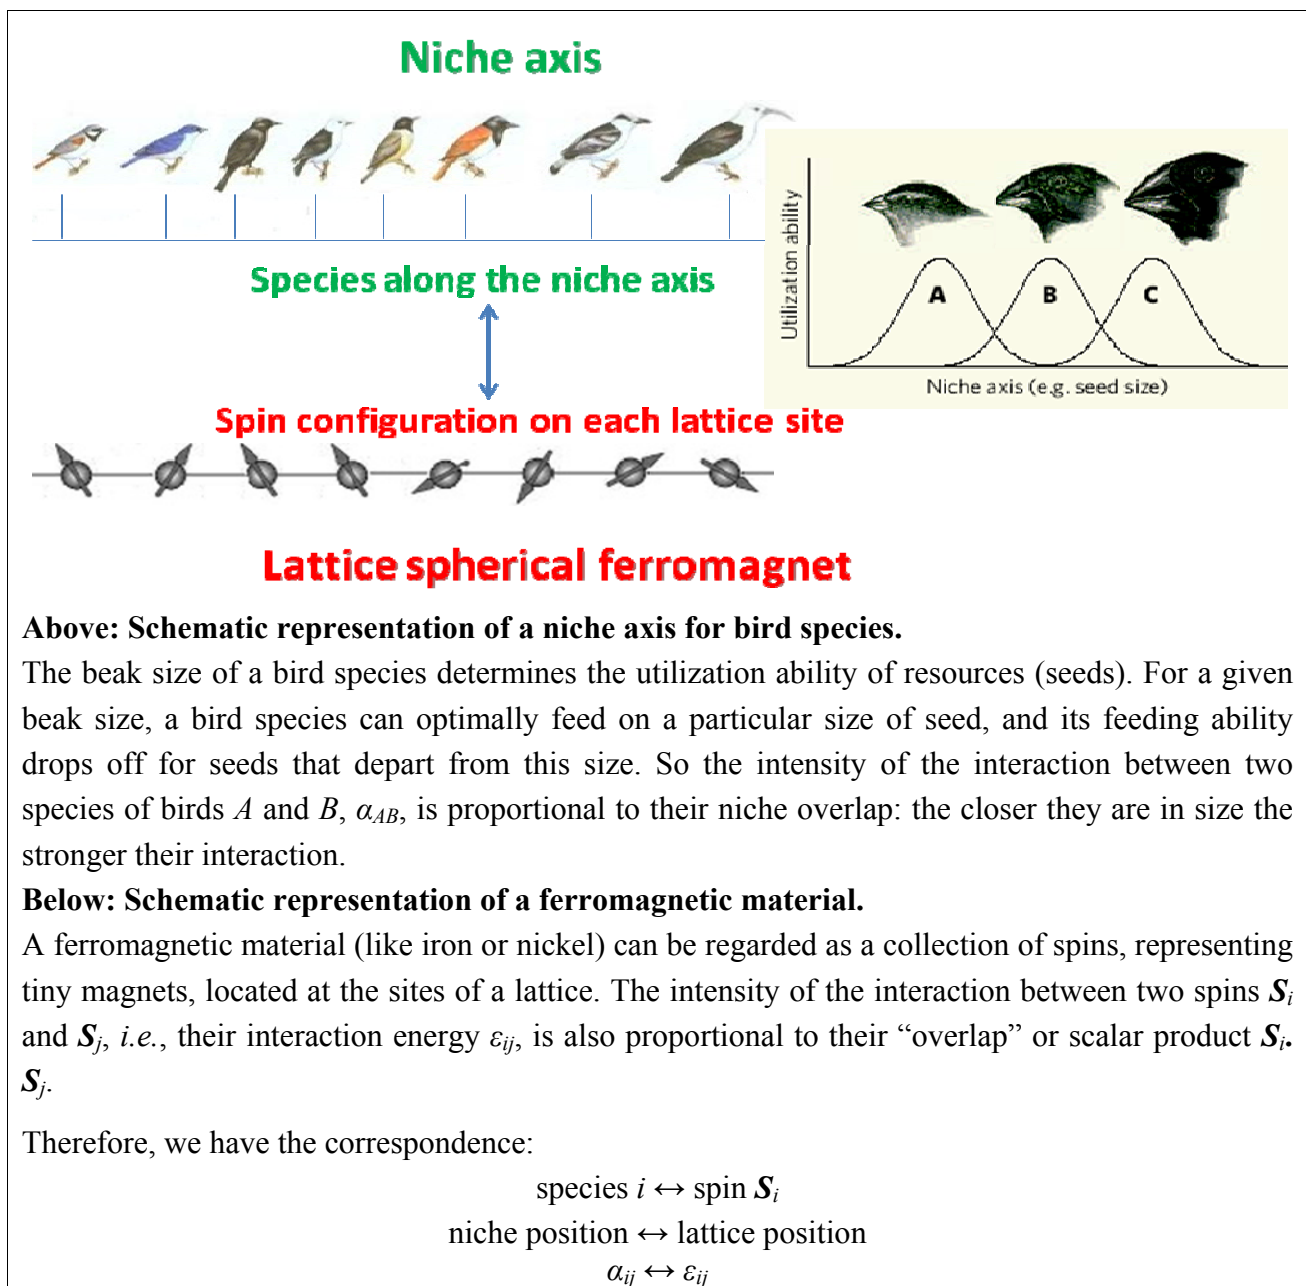 Niche axis
Species along the niche axis
Utilization ability
A
B
C
Niche axis (e.g. seed size)
Spin configuration on each lattice site
Lattice spherical ferromagnet
Above: Schematic representation of a niche axis for bird species.
The beak size of a bird species determines the utilization ability of resources (seeds). For a given
beak size, a bird species can optimally feed on a particular size of seed, and its feeding ability
drops off for seeds that depart from this size. So the intensity of the interaction between two
species of birds A and B, αAB, is proportional to their niche overlap: the closer they are in size the
stronger their interaction.
Below: Schematic representation of a ferromagnetic material.
A ferromagnetic material (like iron or nickel) can be regarded as a collection of spins, representing
tiny magnets, located at the sites of a lattice. The intensity of the interaction between two spins Si
and Sj, i.e., their interaction energy εij, is also proportional to their “overlap” or scalar product Si.
Sj.
Therefore, we have the correspondence:
species i ↔ spin Si
niche position ↔ lattice position
αij ↔ εij